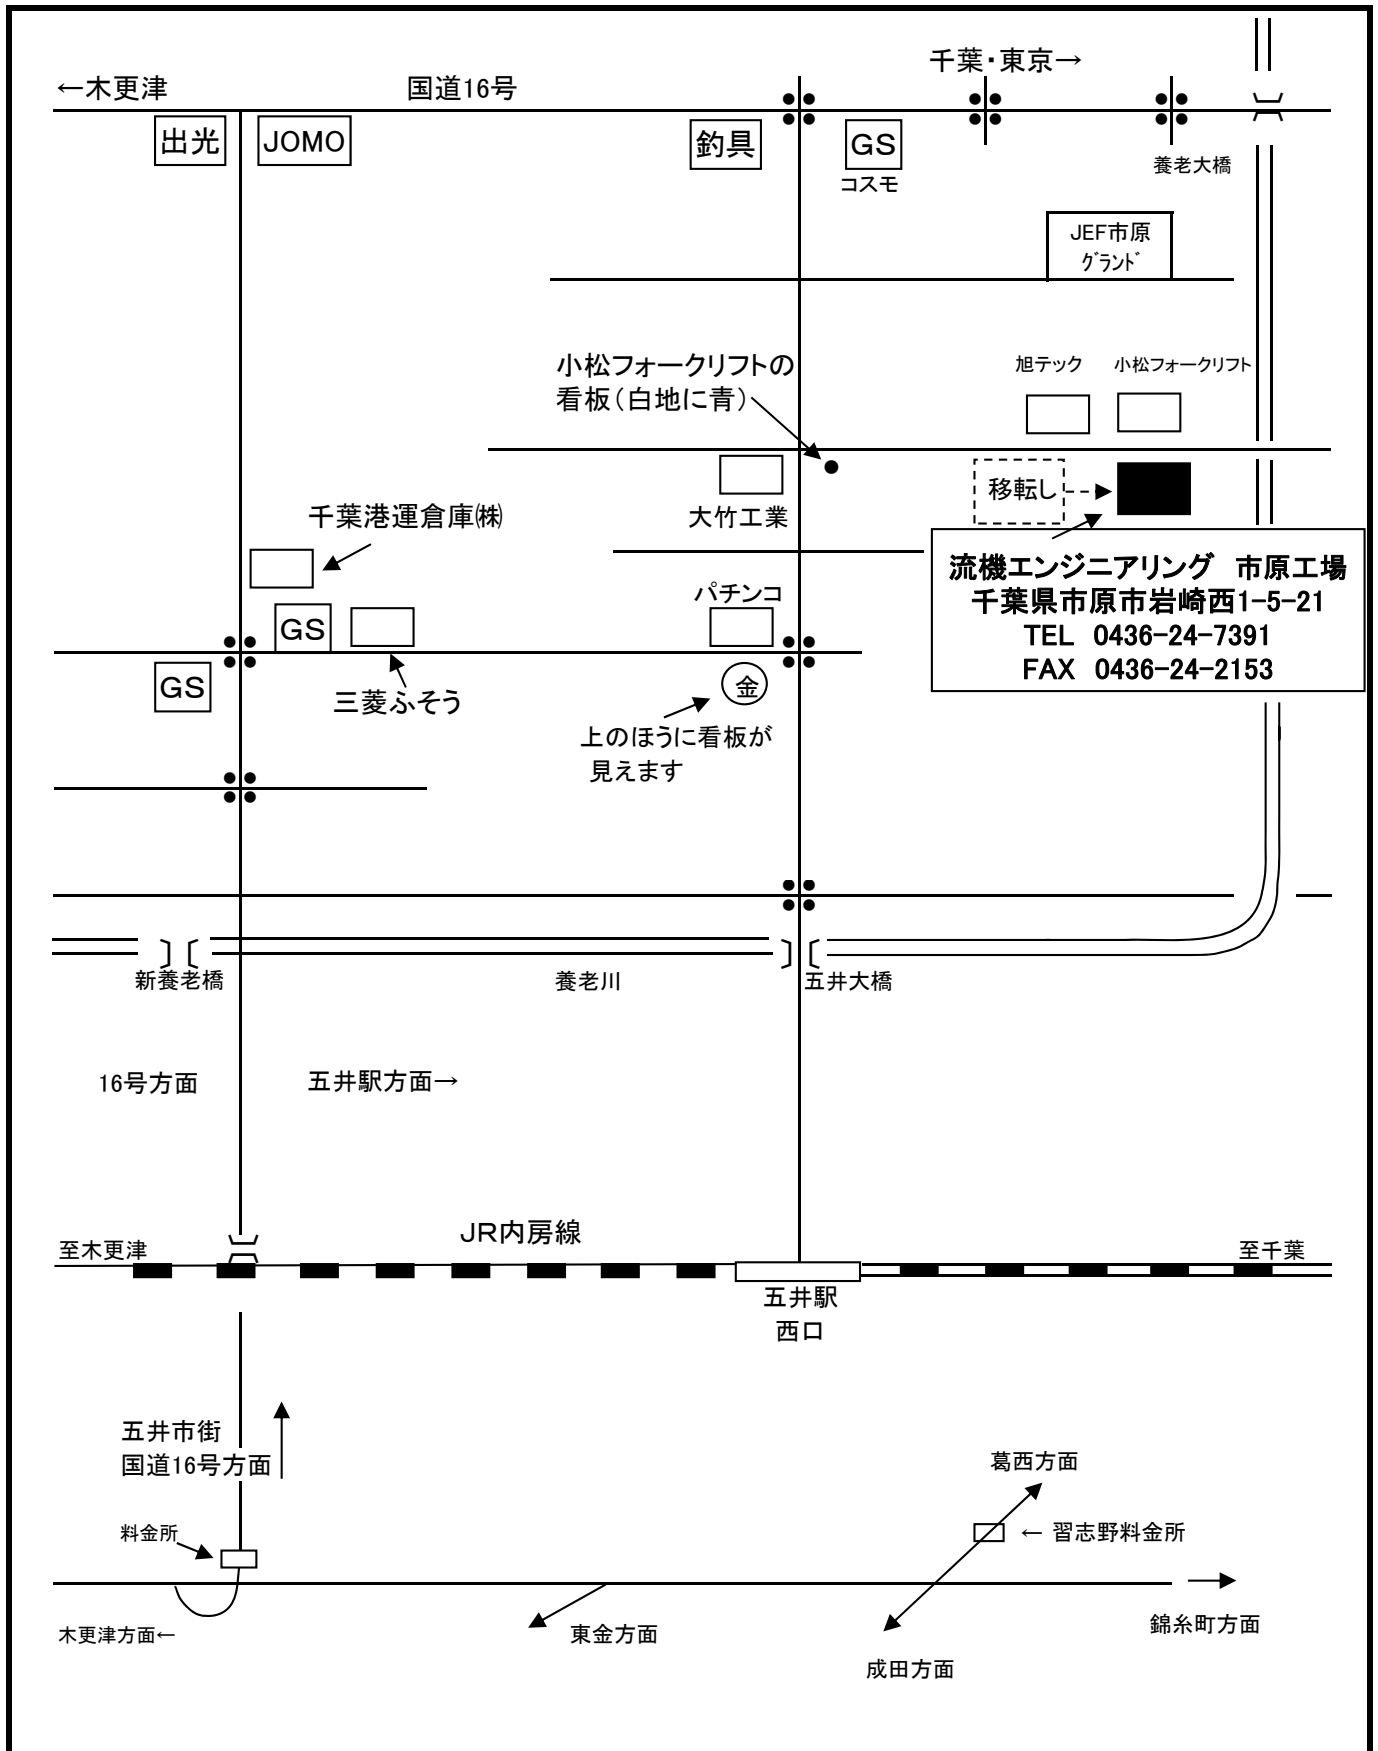 千葉・東京→
←木更津
国道16号
出光
JOMO
釣具
GS
コスモ
養老大橋
JEF市原
グランド
小松フォークリフトの
看板（白地に青）
旭テック
小松フォークリフト
移転し
大竹工業
千葉港運倉庫㈱
流機エンジニアリング　市原工場
千葉県市原市岩崎西1-5-21
TEL　0436-24-7391
FAX　0436-24-2153
パチンコ
GS
GS
三菱ふそう
金
上のほうに看板が
見えます
新養老橋
養老川
五井大橋
16号方面
五井駅方面→
JR内房線
至木更津
至千葉
五井駅
西口
五井市街
国道16号方面
葛西方面
料金所
← 習志野料金所
木更津方面←
東金方面
錦糸町方面
成田方面